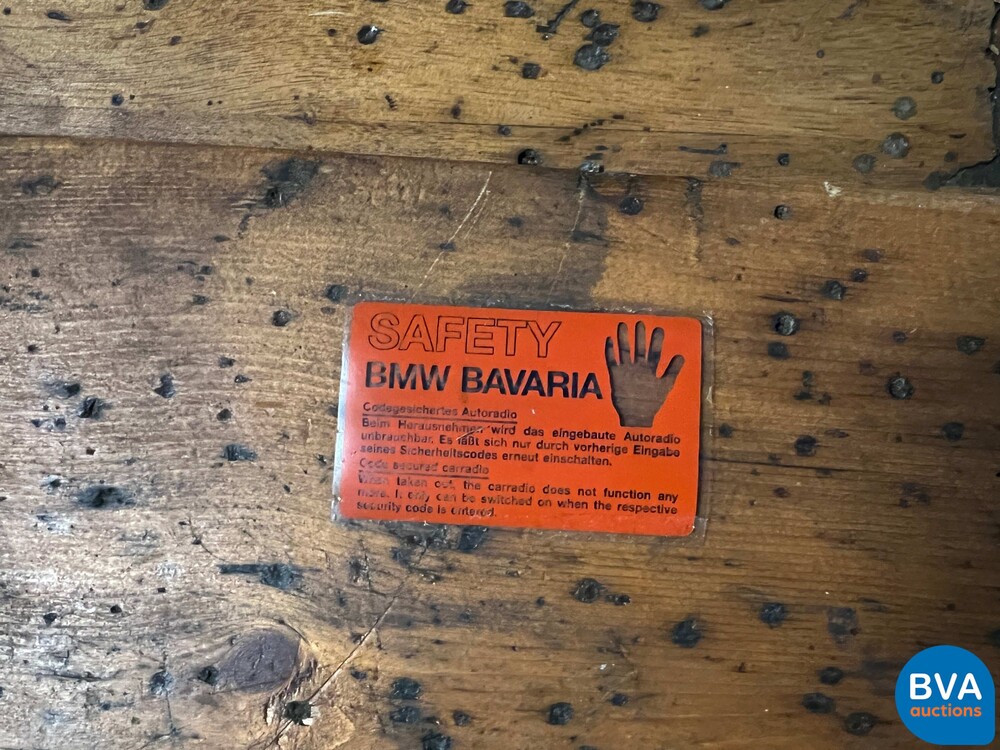 SAFETY
BMW BAVARIA
Codegesichertes Autoradio
Beim Herausnehmen wird das eingebaute Autoradio
unbrauchbar. Es läßt sich nur durch vorherige Eingabe
seines Sicherheitscodes erneut einschalten.
Code secured carradio
When taken out, the carradio does not function any
more. It only can be switched on when the respective
security code is entered.
BVA
auctions